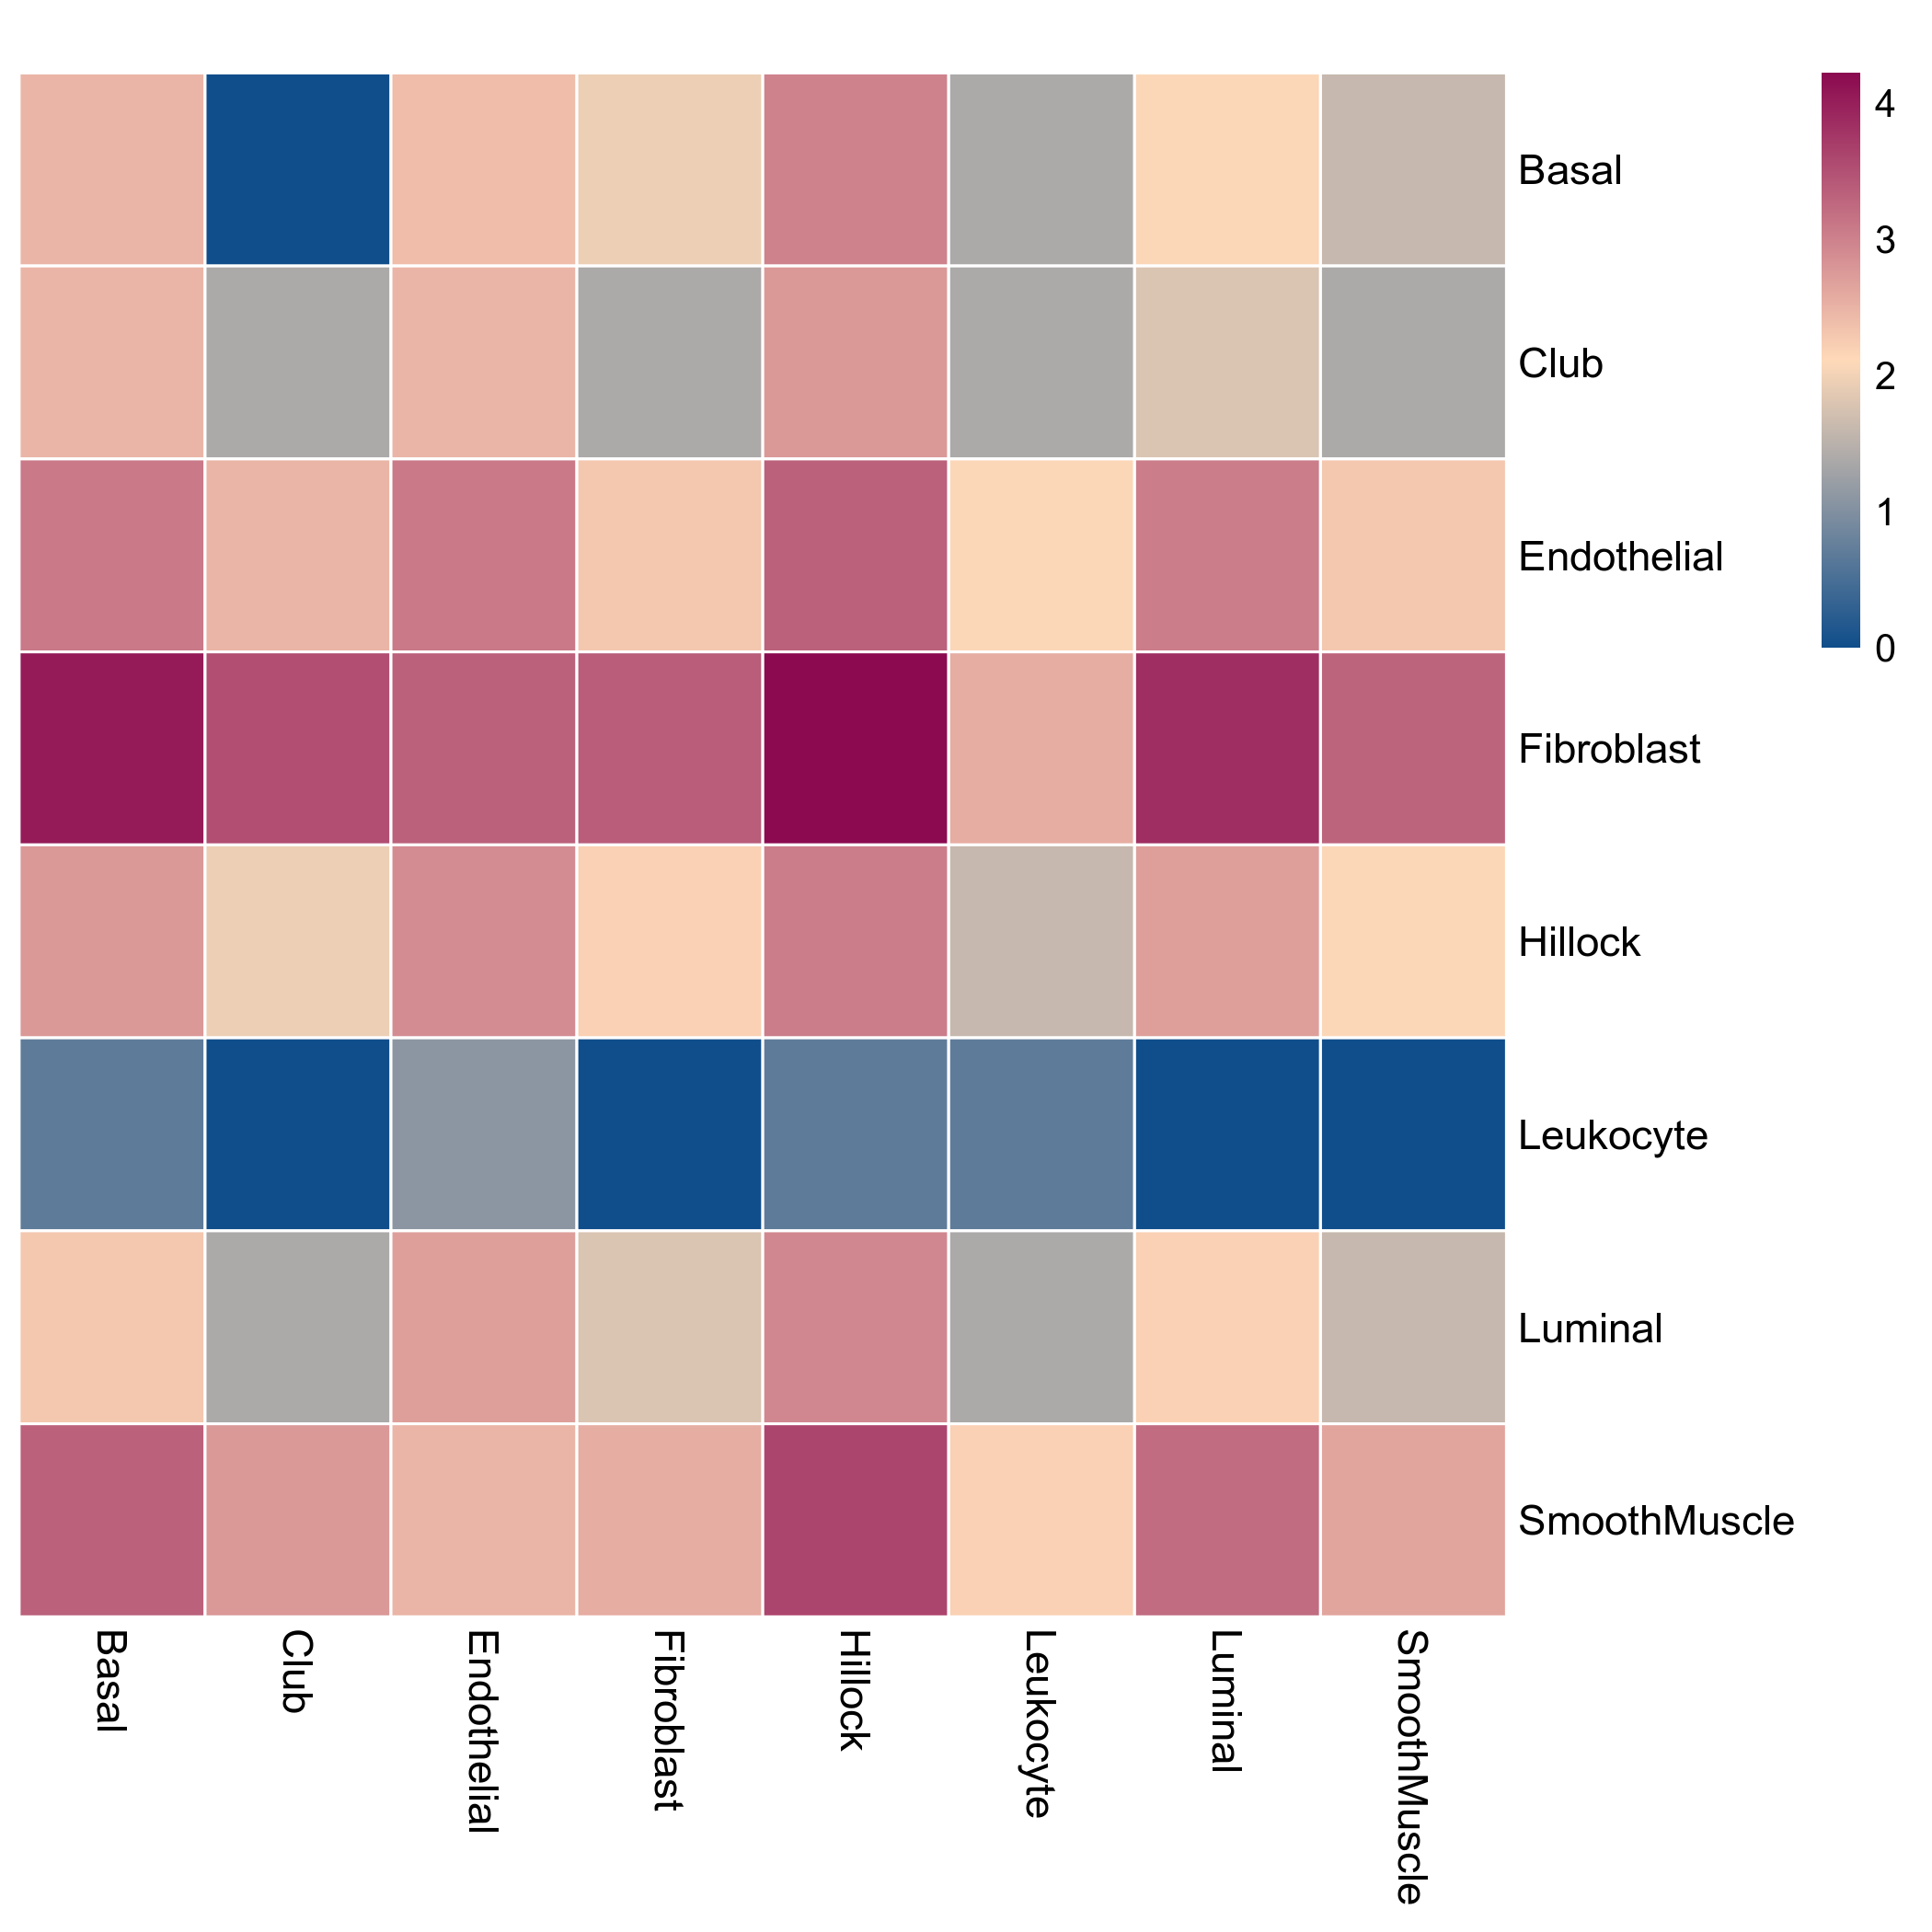 Basal
Club
Endothelial
Fibroblast
Hillock
Leukocyte
Luminal
SmoothMuscle
4
3
2
1
0
Basal
Club
Endothelial
Fibroblast
Hillock
Leukocyte
Luminal
SmoothMuscle